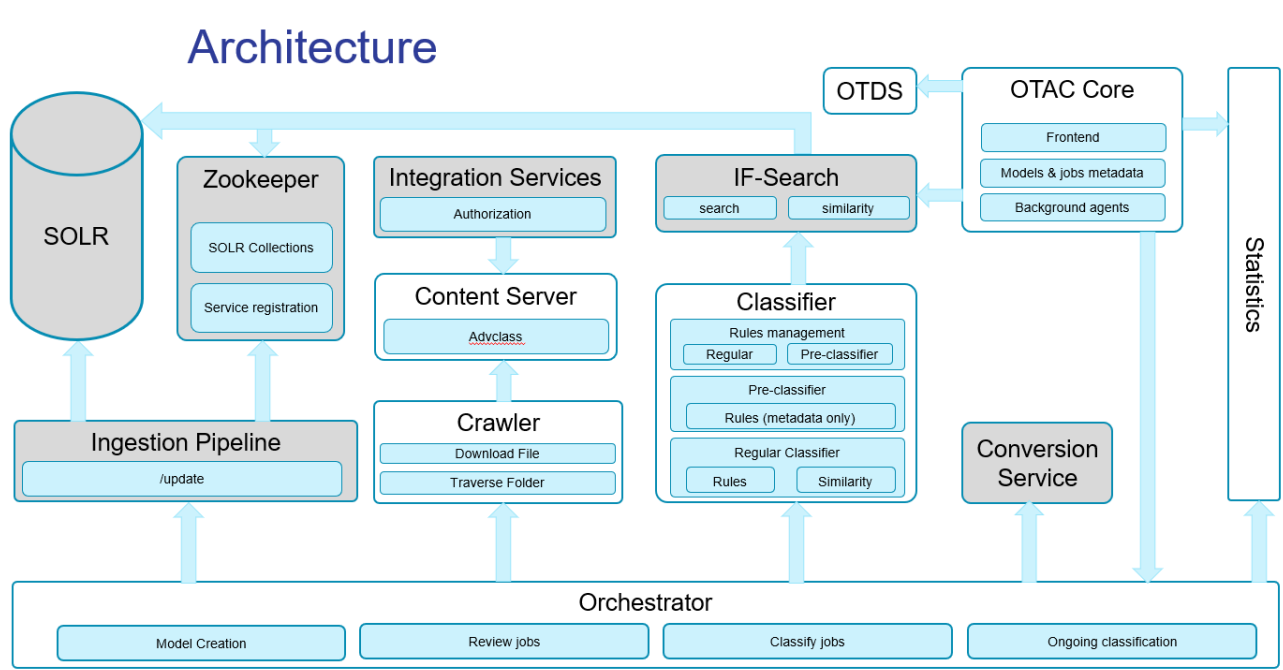 Architecture
OTDS
OTAC Core
Frontend
Models & jobs metadata
Background agents
SOLR
Zookeeper
SOLR Collections
Service registration
Integration Services
Authorization
IF-Search
search
similarity
Statistics
Content Server
Advclass
Classifier
Rules management
Regular
Pre-classifier
Pre-classifier
Rules (metadata only)
Regular Classifier
Rules
Similarity
Ingestion Pipeline
/update
Crawler
Download File
Traverse Folder
Conversion
Service
Orchestrator
Model Creation
Review jobs
Classify jobs
Ongoing classification